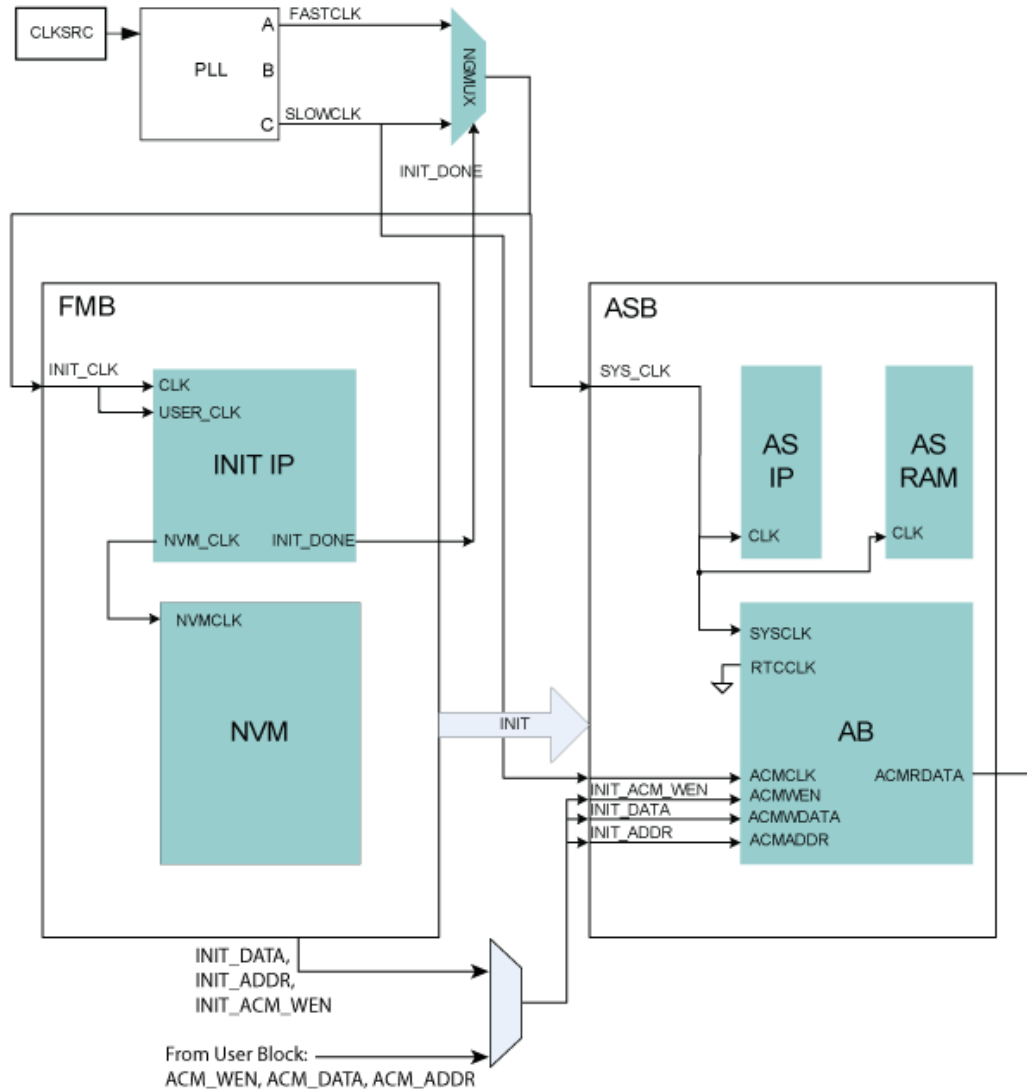 CLKSRC
PLL
A
FASTCLK
B
C
SLOWCLK
NGMUX
INIT_DONE
FMB
INIT_CLK
CLK
USER_CLK
INIT IP
NVM_CLK
INIT_DONE
NVMCLK
NVM
INIT
ASB
SYS_CLK
AS
IP
CLK
AS
RAM
CLK
SYSCLK
RTCCLK
AB
ACMCLK
ACMRDATA
INIT_ACM_WEN
ACMWEN
INIT_DATA
ACMWDATA
INIT_ADDR
ACMADDR
INIT_DATA,
INIT_ADDR,
INIT_ACM_WEN
From User Block:
ACM_WEN, ACM_DATA, ACM_ADDR